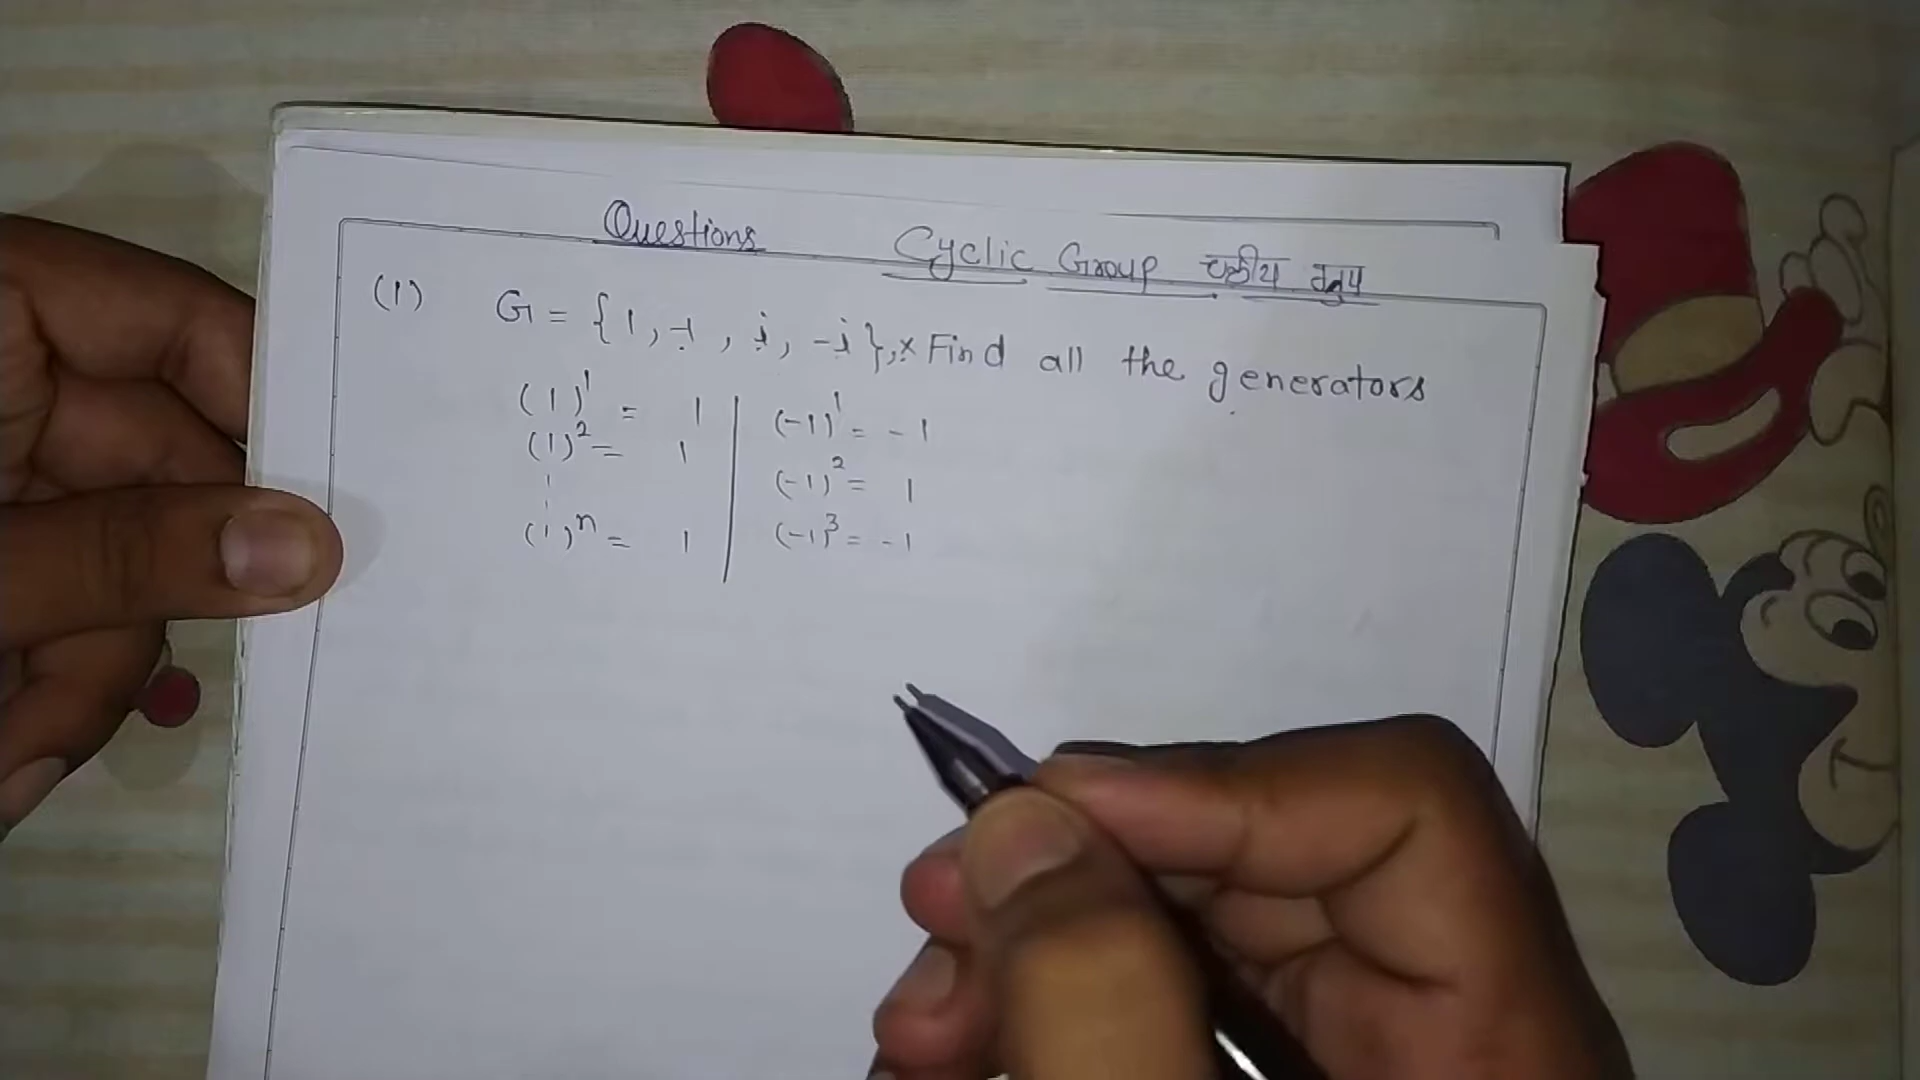 Questions Cyclic Group चक्रीय समूह
(1) G = {1, -1, i, -i}, × Find all the generators
(1)¹ = 1 (-1)¹ = -1
(1)² = 1 (-1)² = 1
(1)ⁿ = 1 (-1)³ = -1